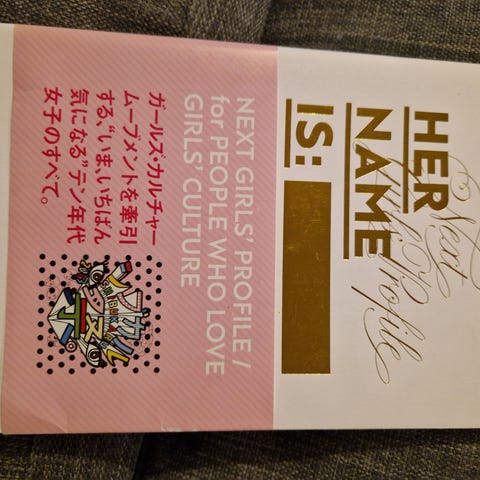 HER
NAME
IS:
Next
Profile
NEXT GIRLS' PROFILE /
for PEOPLE WHO LOVE
GIRLS' CULTURE
ガールズ・カルチャー
ムーブメントを牽引
する、“いま、いちばん
気になる”テン年代
女子のすべて。